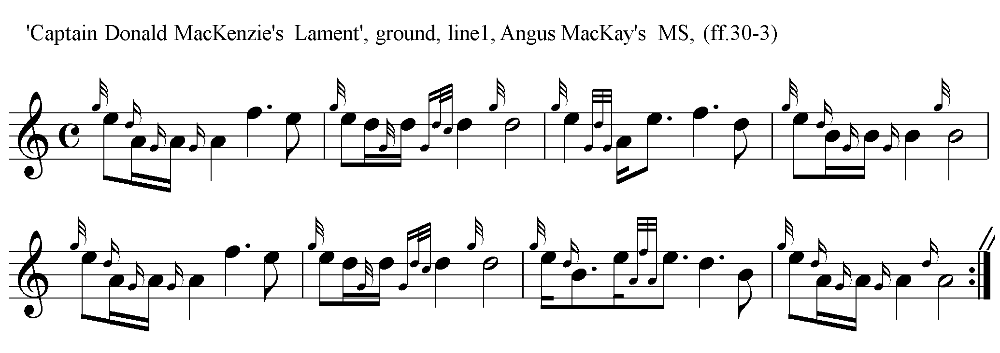 'Captain Donald MacKenzie's Lament', ground, line1, Angus MacKay's MS, (ff.30-3)